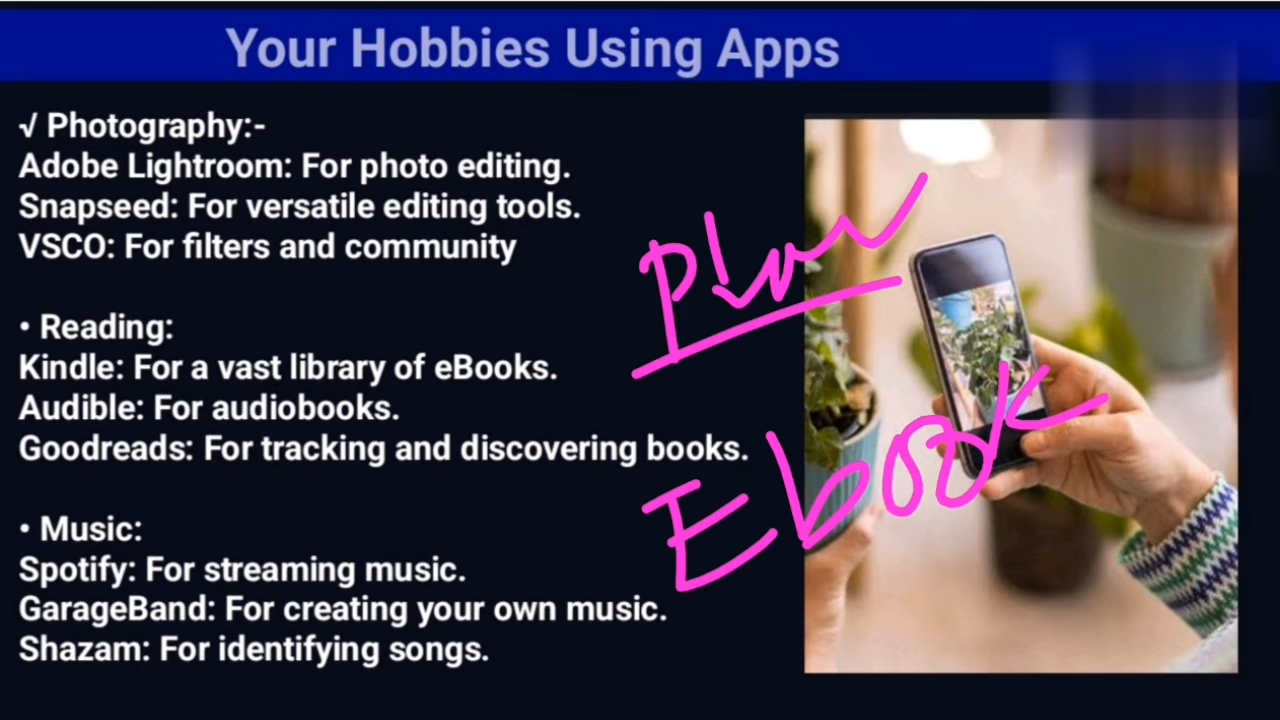 Your Hobbies Using Apps
√ Photography:-
Adobe Lightroom: For photo editing.
Snapseed: For versatile editing tools.
VSCO: For filters and community
• Reading:
Kindle: For a vast library of eBooks.
Audible: For audiobooks.
Goodreads: For tracking and discovering books.
• Music:
Spotify: For streaming music.
GarageBand: For creating your own music.
Shazam: For identifying songs.
Ebook